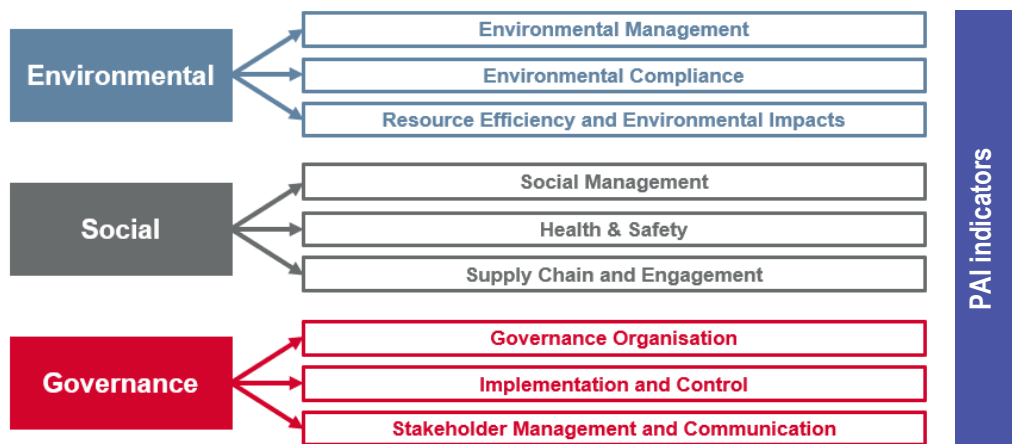 Environmental
Environmental Management
Environmental Compliance
Resource Efficiency and Environmental Impacts
Social
Social Management
Health & Safety
Supply Chain and Engagement
Governance
Governance Organisation
Implementation and Control
Stakeholder Management and Communication
PAI indicators